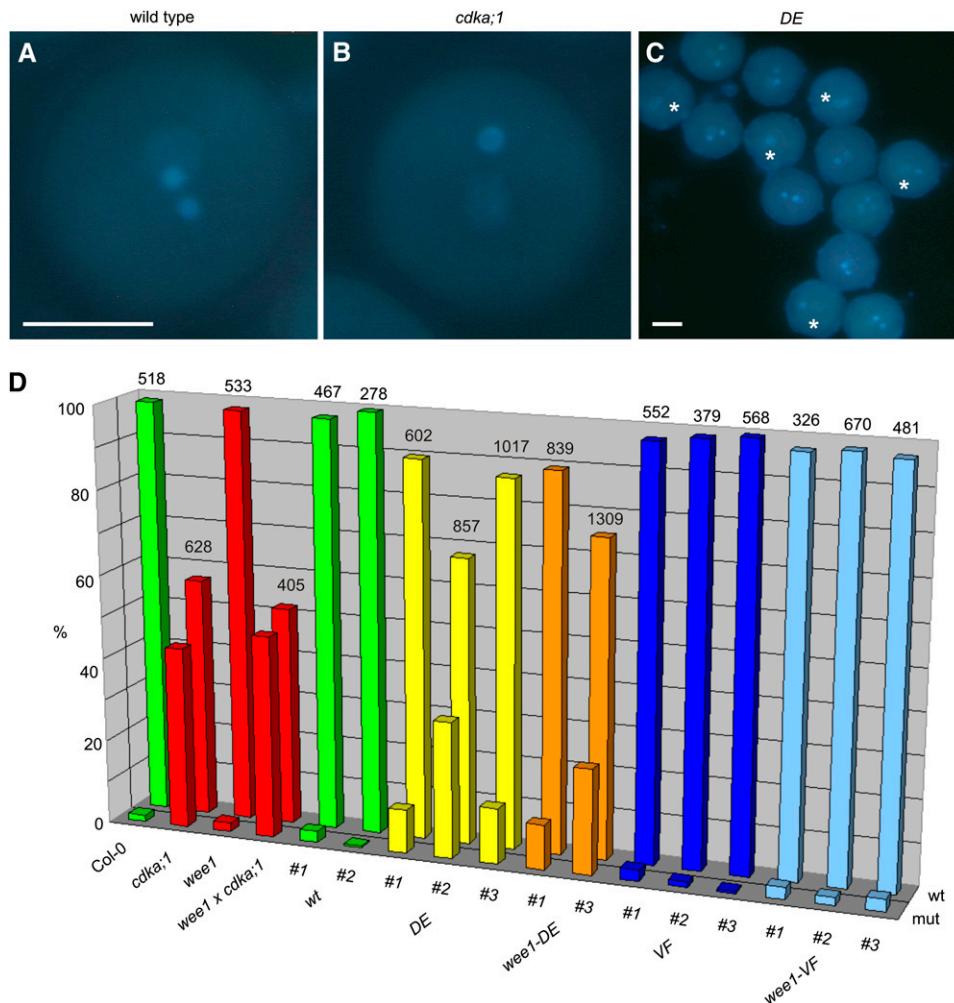 wild type
cdka;1
DE
A
B
C
*
*
*
*
*
D
518
533
467
278
552
379
568
326
670
481
602
1017
839
857
1309
628
405
100
80
60
40
20
0
%
wt
mut
Col-0
cdka;1
wee1
wee1 x cdka;1
#1
#2
wt
#1
#2
#3
DE
#1
#3
wee1-DE
#1
#2
#3
VF
#1
#2
#3
wee1-VF